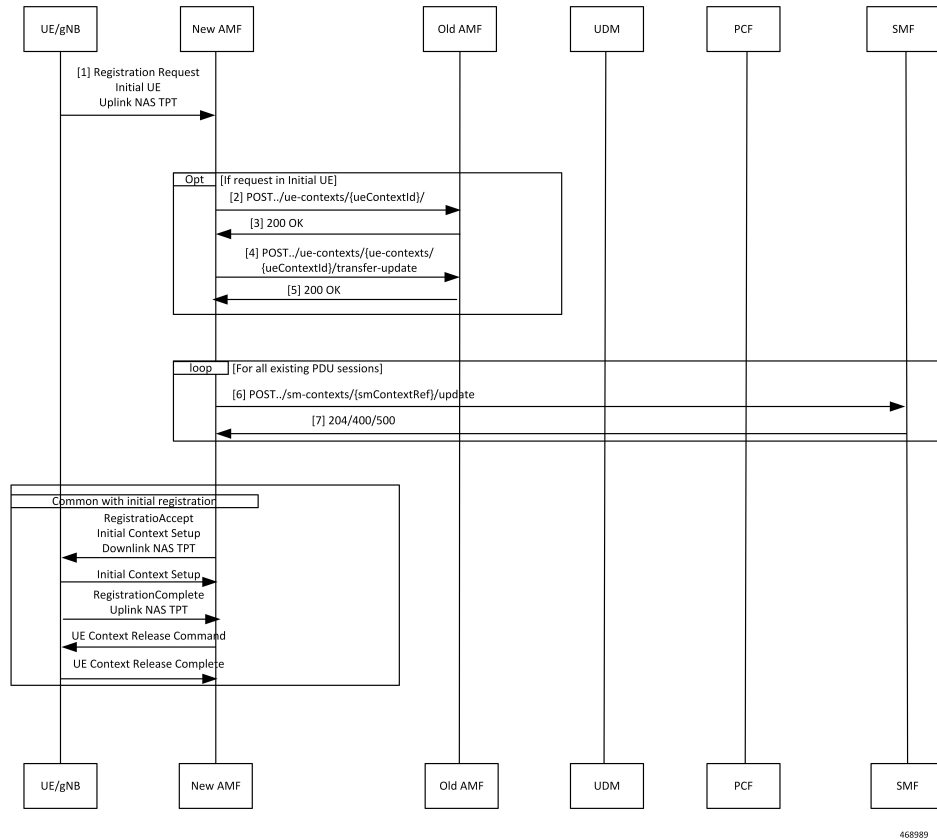 UE/gNB
New AMF
Old AMF
UDM
PCF
SMF
[1] Registration Request
Initial UE
Uplink NAS TPT
Opt
[If request in Initial UE]
[2] POST../ue-contexts/{ueContextId}/
[3] 200 OK
[4] POST../ue-contexts/{ue-contexts/
{ueContextId}/transfer-update
[5] 200 OK
loop
[For all existing PDU sessions]
[6] POST../sm-contexts/{smContextRef}/update
[7] 204/400/500
Common with initial registration
RegistratioAccept
Initial Context Setup
Downlink NAS TPT
Initial Context Setup
RegistrationComplete
Uplink NAS TPT
UE Context Release Command
UE Context Release Complete
UE/gNB
New AMF
Old AMF
UDM
PCF
SMF
468989